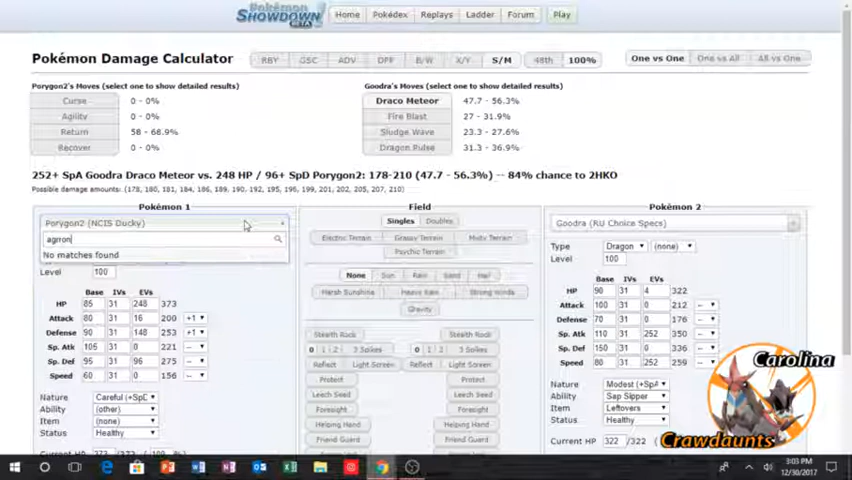 Pokémon SHOWDOWN BETA Home Pokédex Replays Ladder Forum Play
Pokémon Damage Calculator RBY GSC ADV DPP B/W X/Y S/M 48th 100% One vs One One vs All All vs One
Porygon2's Moves (select one to show detailed results) Goodra's Moves (select one to show detailed results)
Curse 0 - 0% Draco Meteor 47.7 - 56.3%
Agility 0 - 0% Fire Blast 27 - 31.9%
Return 58 - 68.9% Sludge Wave 23.3 - 27.6%
Recover 0 - 0% Dragon Pulse 31.3 - 36.9%
252+ SpA Goodra Draco Meteor vs. 248 HP / 96+ SpD Porygon2: 178-210 (47.7 - 56.3%) -- 84% chance to 2HKO
Possible damage amounts: (178, 180, 181, 184, 186, 189, 190, 192, 195, 196, 199, 201, 202, 205, 207, 210)
Pokémon 1 Field Pokémon 2
Porygon2 (NCIS Ducky) Singles Doubles Goodra (RU Choice Specs)
agrron Electric Terrain Grassy Terrain Misty Terrain Type Dragon (none)
No matches found Psychic Terrain Level 100
Level 100 None Sun Rain Sand Hail
Base IVs EVs Harsh Sunshine Heavy Rain Strong Winds Base IVs EVs
HP 85 31 248 373 Gravity HP 90 31 4 322
Attack 80 31 16 200 +1 Attack 100 31 0 212 --
Defense 90 31 148 253 +1 Stealth Rock Stealth Rock Defense 70 31 0 176 --
Sp. Atk 105 31 0 221 -- 0 1 2 3 Spikes 0 1 2 3 Spikes Sp. Atk 110 31 252 350 --
Sp. Def 95 31 96 275 -- Reflect Light Screen Reflect Light Screen Sp. Def 150 31 0 336 --
Speed 60 31 0 156 -- Protect Protect Speed 80 31 252 259 --
Nature Careful (+SpD Leech Seed Leech Seed Nature Modest (+SpA
Ability (other) Foresight Foresight Ability Sap Sipper
Item (none) Helping Hand Helping Hand Item Leftovers
Status Healthy Friend Guard Friend Guard Status Healthy
Current HP 373 /373 ( 100 % Current HP 322 /322 (
Carolina
Crawdaunts
3:03 PM
12/30/2017